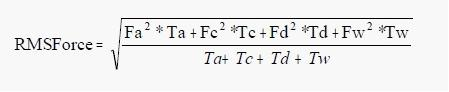 RMSForce = √ Fa² * Ta + Fc² *Tc + Fd² *Td + Fw² *Tw
Ta+ Tc + Td + Tw